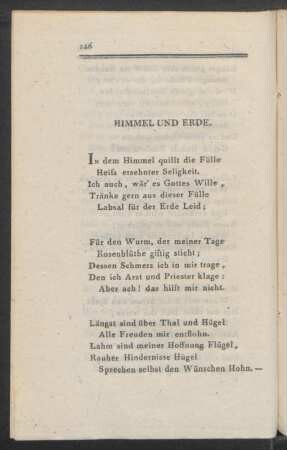 126
HIMMEL UND ERDE.
In dem Himmel quillt die Fülle
Heiſs ersehnter Seligkeit.
Ich auch, wär' es Gottes Wille,
Tränke gern aus dieser Fülle
Labsal für der Erde Leid;
Für den Wurm, der meiner Tage
Rosenblüthe giftig sticht;
Dessen Schmerz ich in mir trage,
Den ich Arzt und Priester klage:
Aber ach! das hilft mir nicht.
Längst sind über Thal und Hügel
Alle Freuden mir entflohn.
Lahm sind meiner Hoffnung Flügel,
Rauher Hindernisse Hügel
Sprechen selbst den Wünschen Hohn. —